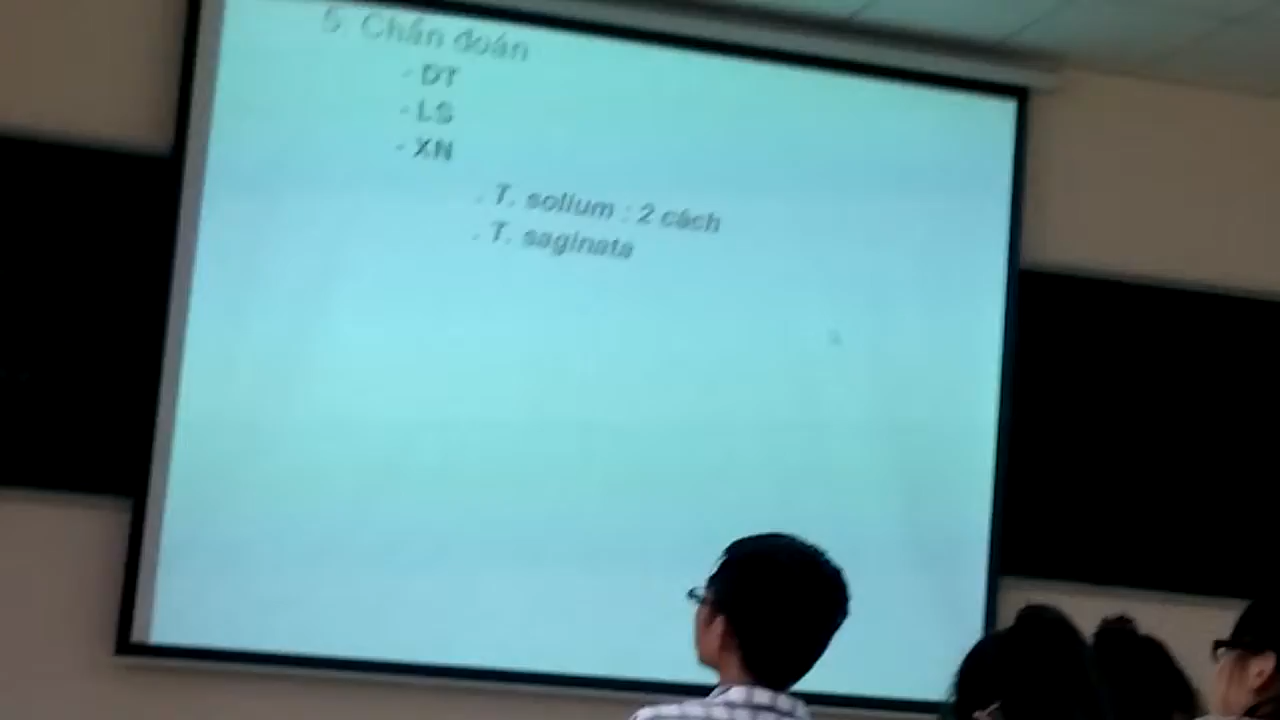 5. Chẩn đoán
- DT
- LS
- XN
. T. solium : 2 cách
. T. saginata